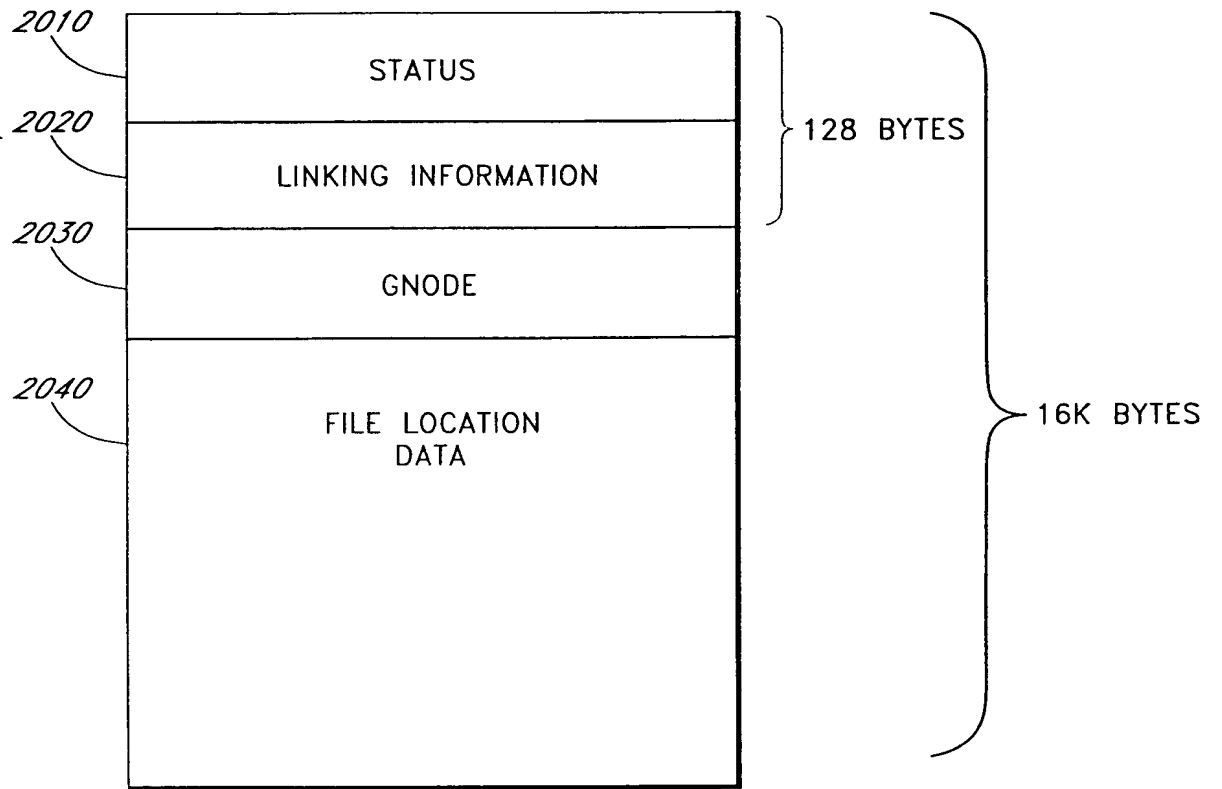 2010
STATUS
2020
128 BYTES
LINKING INFORMATION
2030
GNODE
2040
FILE LOCATION
DATA
16K BYTES